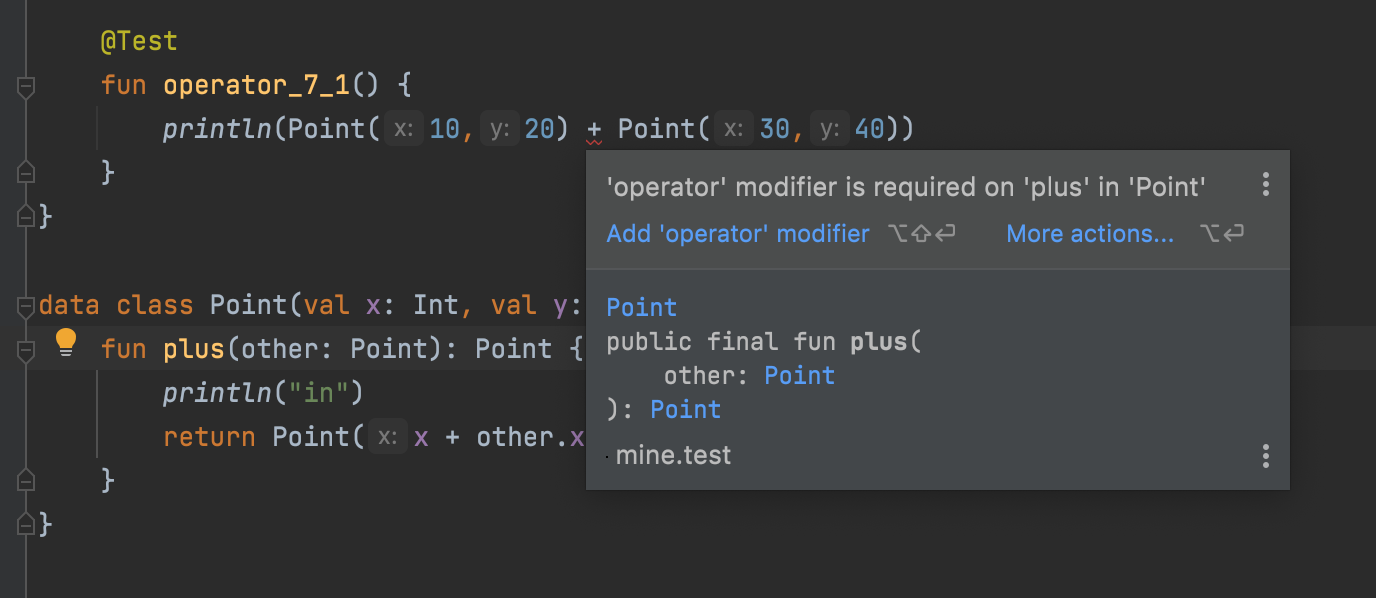 @Test
fun operator_7_1() {
println(Point( x: 10, y: 20) + Point( x: 30, y: 40))
}
}
'operator' modifier is required on 'plus' in 'Point'
Add 'operator' modifier ⌥⇧⏎ More actions... ⌥⏎
data class Point(val x: Int, val y:
fun plus(other: Point): Point {
println("in")
return Point( x: x + other.x
}
}
Point
public final fun plus(
other: Point
): Point
mine.test